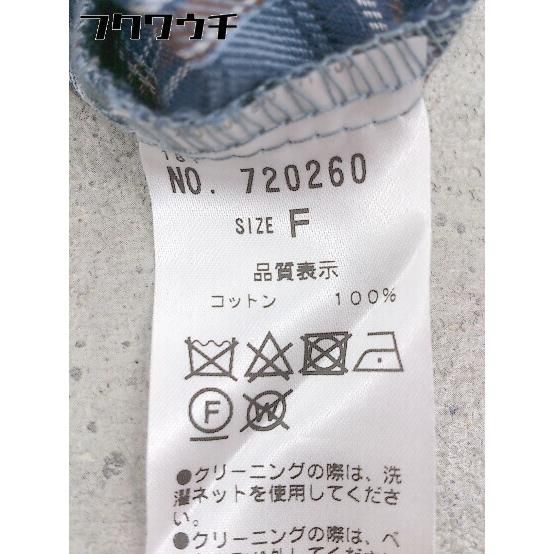 フクワウチ
NO. 720260
SIZE F
品質表示
コットン 100%
F
W
●クリーニングの際は、洗
濯ネットを使用してくださ
い。
●クリーニングの際は、ベ